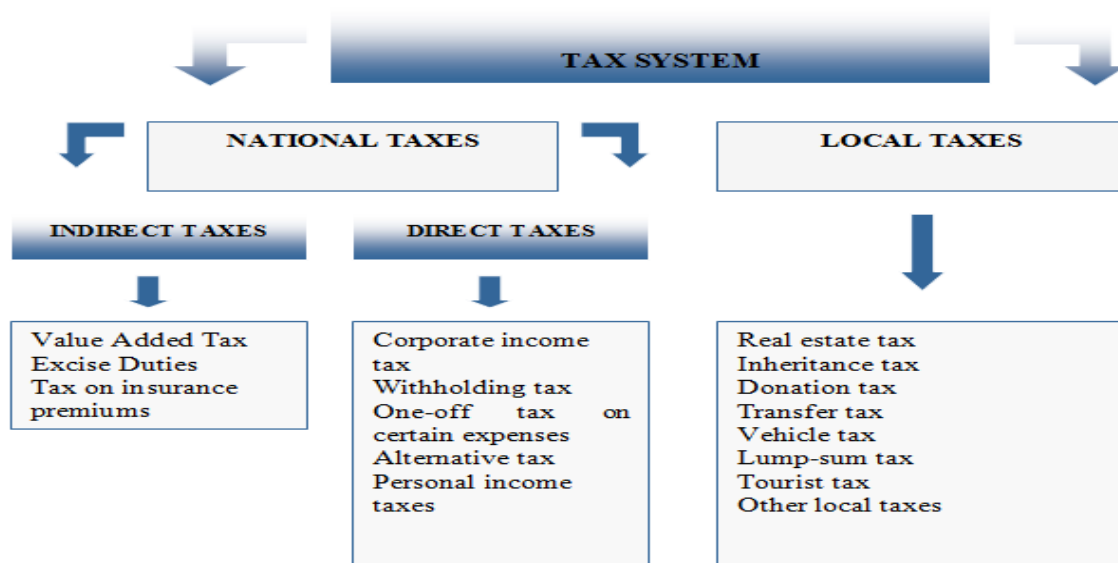 TAX SYSTEM
NATIONAL TAXES
LOCAL TAXES
INDIRECT TAXES
DIRECT TAXES
Value Added Tax
Excise Duties
Tax on insurance
premiums
Corporate income
tax
Withholding tax
One-off tax on
certain expenses
Alternative tax
Personal income
taxes
Real estate tax
Inheritance tax
Donation tax
Transfer tax
Vehicle tax
Lump-sum tax
Tourist tax
Other local taxes